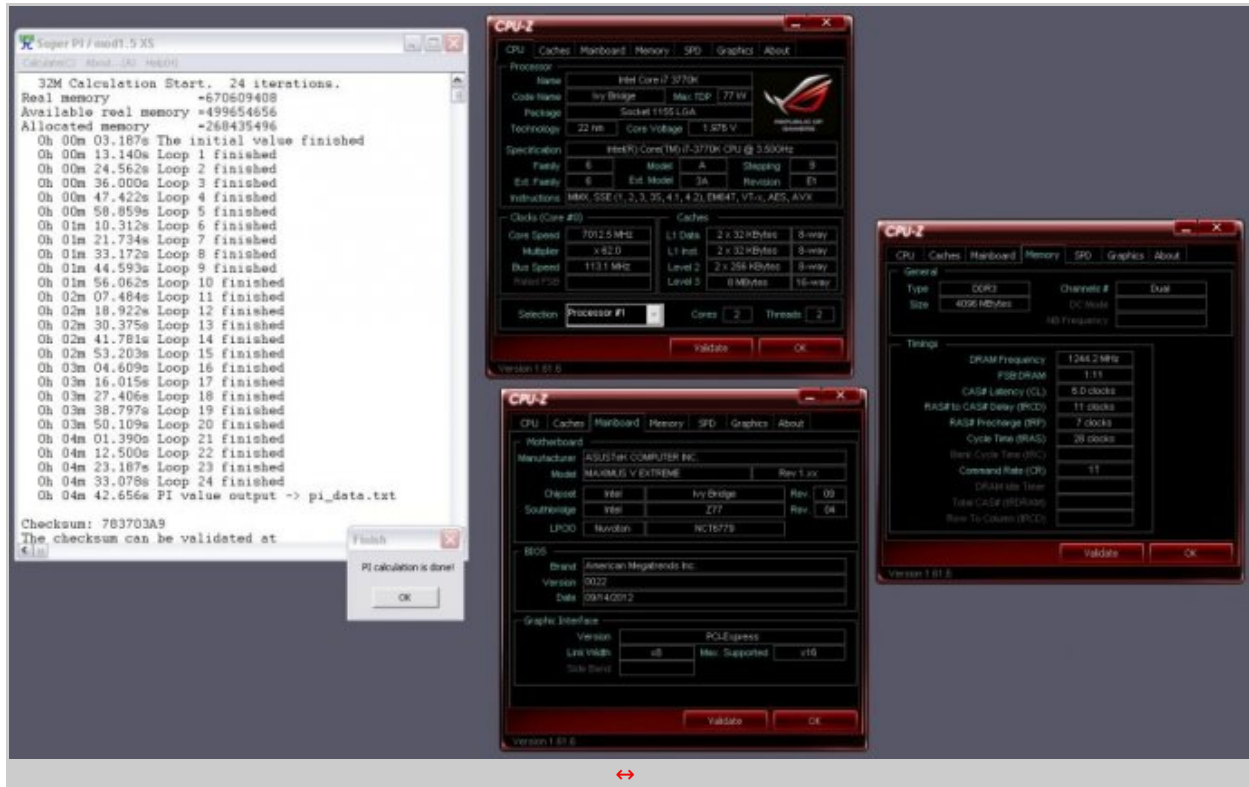 Super PI / mod1.5 XS
Calculate(C) About...(A) Help(H)
32M Calculation Start. 24 iterations.
Real memory =670609408
Available real memory =499654656
Allocated memory =268435496
0h 00m 03.187s The initial value finished
0h 00m 13.140s Loop 1 finished
0h 00m 24.562s Loop 2 finished
0h 00m 36.000s Loop 3 finished
0h 00m 47.422s Loop 4 finished
0h 00m 58.859s Loop 5 finished
0h 01m 10.312s Loop 6 finished
0h 01m 21.734s Loop 7 finished
0h 01m 33.172s Loop 8 finished
0h 01m 44.593s Loop 9 finished
0h 01m 56.062s Loop 10 finished
0h 02m 07.484s Loop 11 finished
0h 02m 18.922s Loop 12 finished
0h 02m 30.375s Loop 13 finished
0h 02m 41.781s Loop 14 finished
0h 02m 53.203s Loop 15 finished
0h 03m 04.609s Loop 16 finished
0h 03m 16.015s Loop 17 finished
0h 03m 27.406s Loop 18 finished
0h 03m 38.797s Loop 19 finished
0h 03m 50.109s Loop 20 finished
0h 04m 01.390s Loop 21 finished
0h 04m 12.500s Loop 22 finished
0h 04m 23.187s Loop 23 finished
0h 04m 33.078s Loop 24 finished
0h 04m 42.656s PI value output -> pi_data.txt
Checksum: 783703A9
The checksum can be validated at
Finish
PI calculation is done!
OK
CPU-Z
CPU Caches Mainboard Memory SPD Graphics About
Processor
Name Intel Core i7 3770K
Code Name Ivy Bridge Max TDP 77 W
Package Socket 1155 LGA
Technology 22 nm Core Voltage 1.976 V
REPUBLIC OF GAMERS
Specification Intel(R) Core(TM) i7-3770K CPU @ 3.50GHz
Family 6 Model A Stepping 9
Ext. Family 6 Ext. Model 3A Revision E1
Instructions MMX, SSE (1, 2, 3, 3S, 4.1, 4.2), EM64T, VT-x, AES, AVX
Clocks (Core #0)
Core Speed 7012.5 MHz
Multiplier x 62.0
Bus Speed 113.1 MHz
Rated FSB
Caches
L1 Data 2 x 32 KBytes 8-way
L1 Inst. 2 x 32 KBytes 8-way
Level 2 2 x 256 KBytes 8-way
Level 3 8 MBytes 16-way
Selection Processor #1 Cores 2 Threads 2
Validate OK
Version 1.61.6
CPU-Z
CPU Caches Mainboard Memory SPD Graphics About
Motherboard
Manufacturer ASUSTeK COMPUTER INC.
Model MAXIMUS V EXTREME Rev 1.xx
Chipset Intel Ivy Bridge Rev. 09
Southbridge Intel Z77 Rev. 04
LPCIO Nuvoton NCT6779
BIOS
Brand American Megatrends Inc.
Version 0022
Date 09/14/2012
Graphic Interface
Version PCI-Express
Link Width x8 Max. Supported x16
Side Band
Validate OK
Version 1.61.6
CPU-Z
CPU Caches Mainboard Memory SPD Graphics About
General
Type DDR3 Channels # Dual
Size 4096 MBytes DC Mode
NB Frequency
Timings
DRAM Frequency 1244.2 MHz
FSB:DRAM 1:11
CAS# Latency (CL) 6.0 clocks
RAS# to CAS# Delay (tRCD) 11 clocks
RAS# Precharge (tRP) 7 clocks
Cycle Time (tRAS) 28 clocks
Bank Cycle Time (tRC)
Command Rate (CR) 1T
DRAM Idle Timer
Total CAS# (tRDRAM)
Row To Column (tRCD)
Validate OK
Version 1.61.6